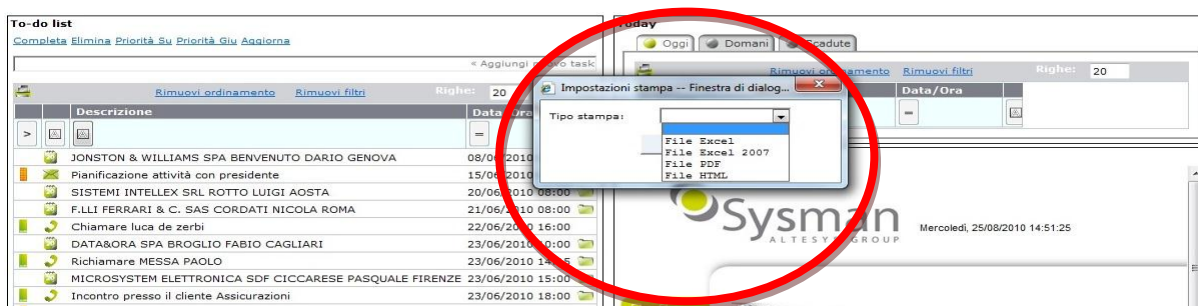 To-do list
Completa Elimina Priorità Su Priorità Giu Aggiorna
« Aggiungi nuovo task
Rimuovi ordinamento Rimuovi filtri Righe: 20
Descrizione Data/Ora
> =
JONSTON & WILLIAMS SPA BENVENUTO DARIO GENOVA 08/06/2010
Pianificazione attività con presidente 15/06/2010
SISTEMI INTELLEX SRL ROTTO LUIGI AOSTA 20/06/2010 08:00
F.LLI FERRARI & C. SAS CORDATI NICOLA ROMA 21/06/2010 08:00
Chiamare luca de zerbi 22/06/2010 16:00
DATA&ORA SPA BROGLIO FABIO CAGLIARI 23/06/2010 10:00
Richiamare MESSA PAOLO 23/06/2010
MICROSYSTEM ELETTRONICA SDF CICCARESE PASQUALE FIRENZE 23/06/2010 15:00
Incontro presso il cliente Assicurazioni 23/06/2010 18:00
Today
Oggi Domani Scadute
Rimuovi ordinamento Rimuovi filtri Righe: 20
Data/Ora
=
Impostazioni stampa -- Finestra di dialog...
Tipo stampa:
File Excel
File Excel 2007
File PDF
File HTML
Sysman
ALTESYS GROUP
Mercoledì, 25/08/2010 14:51:25